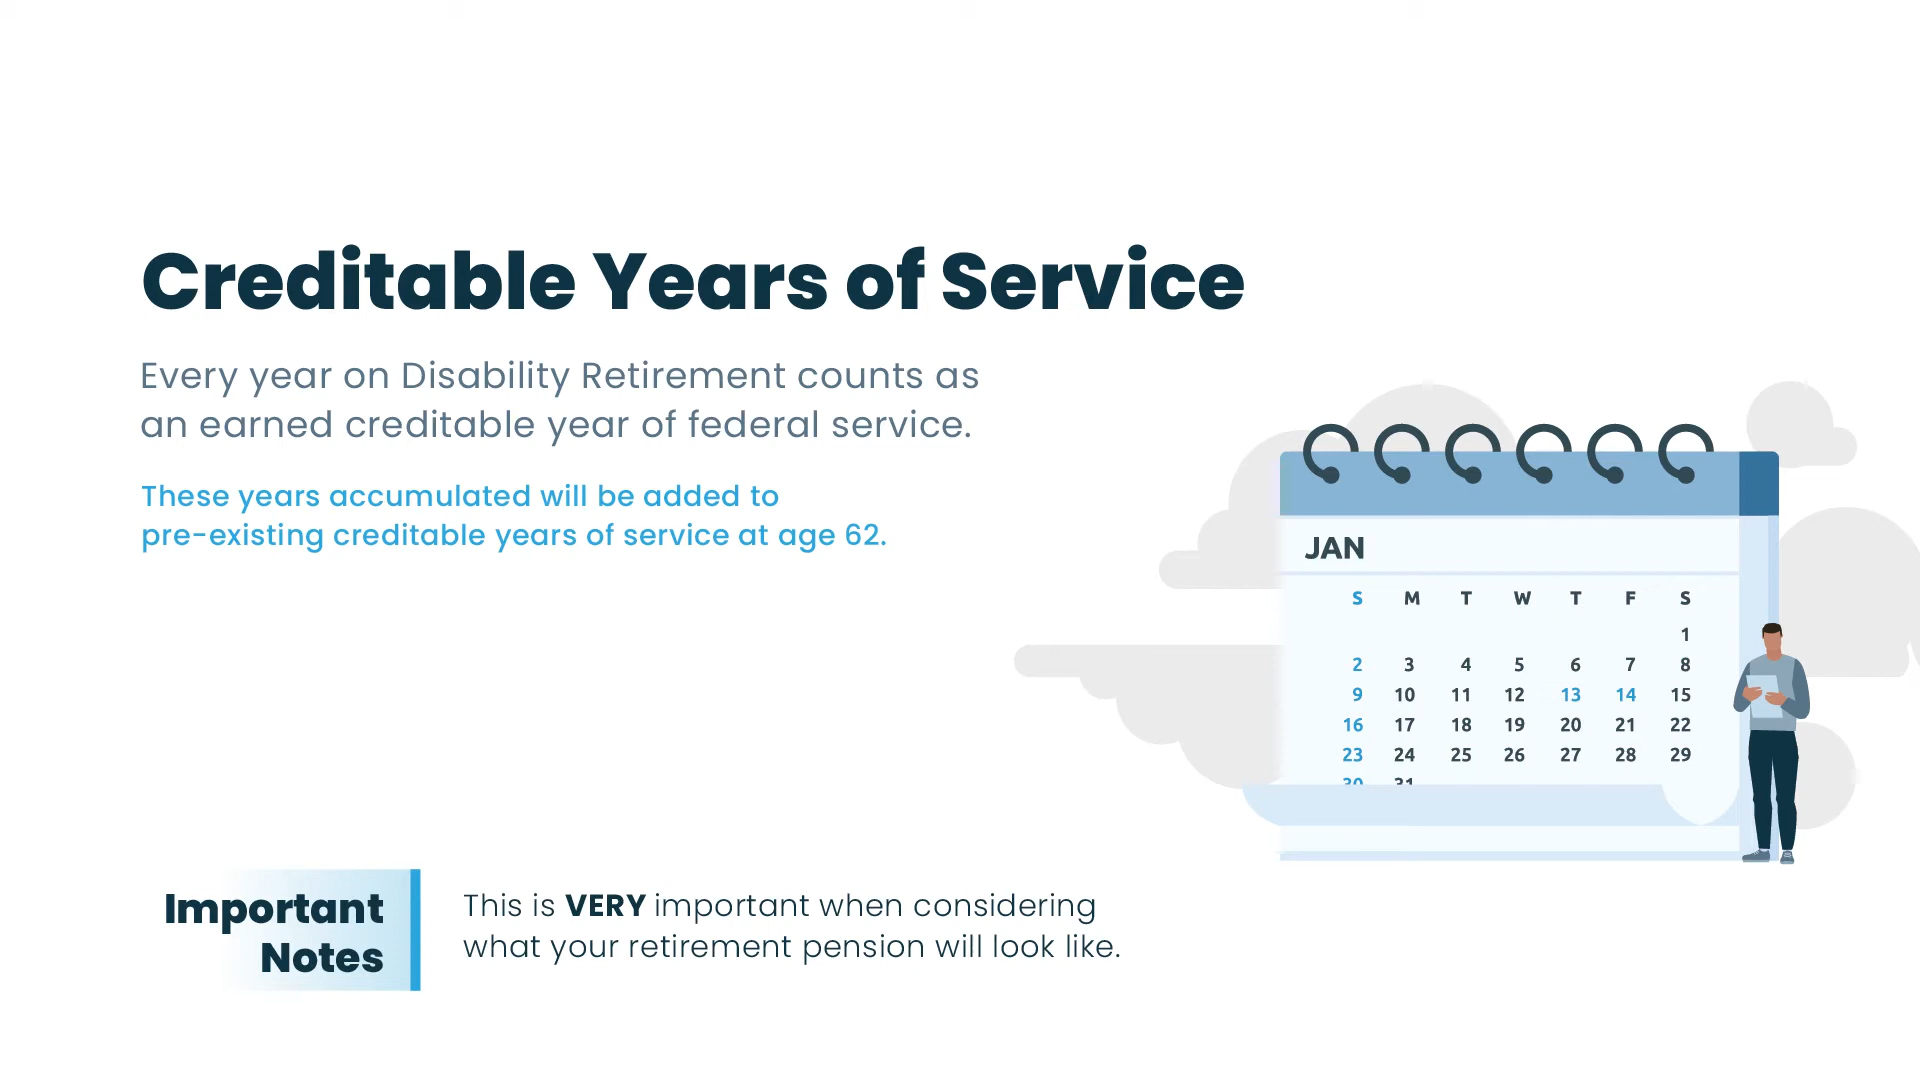 Creditable Years of Service
Every year on Disability Retirement counts as
an earned creditable year of federal service.
These years accumulated will be added to
pre-existing creditable years of service at age 62.
JAN
S M T W T F S
1
2 3 4 5 6 7 8
9 10 11 12 13 14 15
16 17 18 19 20 21 22
23 24 25 26 27 28 29
30 31
Important
Notes
This is VERY important when considering
what your retirement pension will look like.